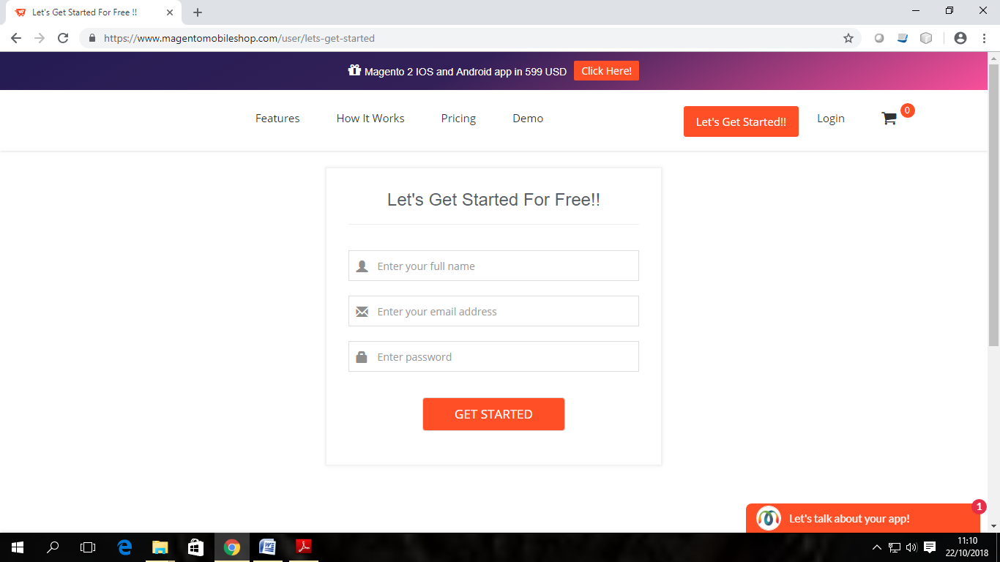 Let's Get Started For Free !!
https://www.magentomobileshop.com/user/lets-get-started
Magento 2 IOS and Android app in 599 USD Click Here!
Features How It Works Pricing Demo Let's Get Started!! Login 0
Let's Get Started For Free!!
Enter your full name
Enter your email address
Enter password
GET STARTED
1
Let's talk about your app!
11:10
22/10/2018